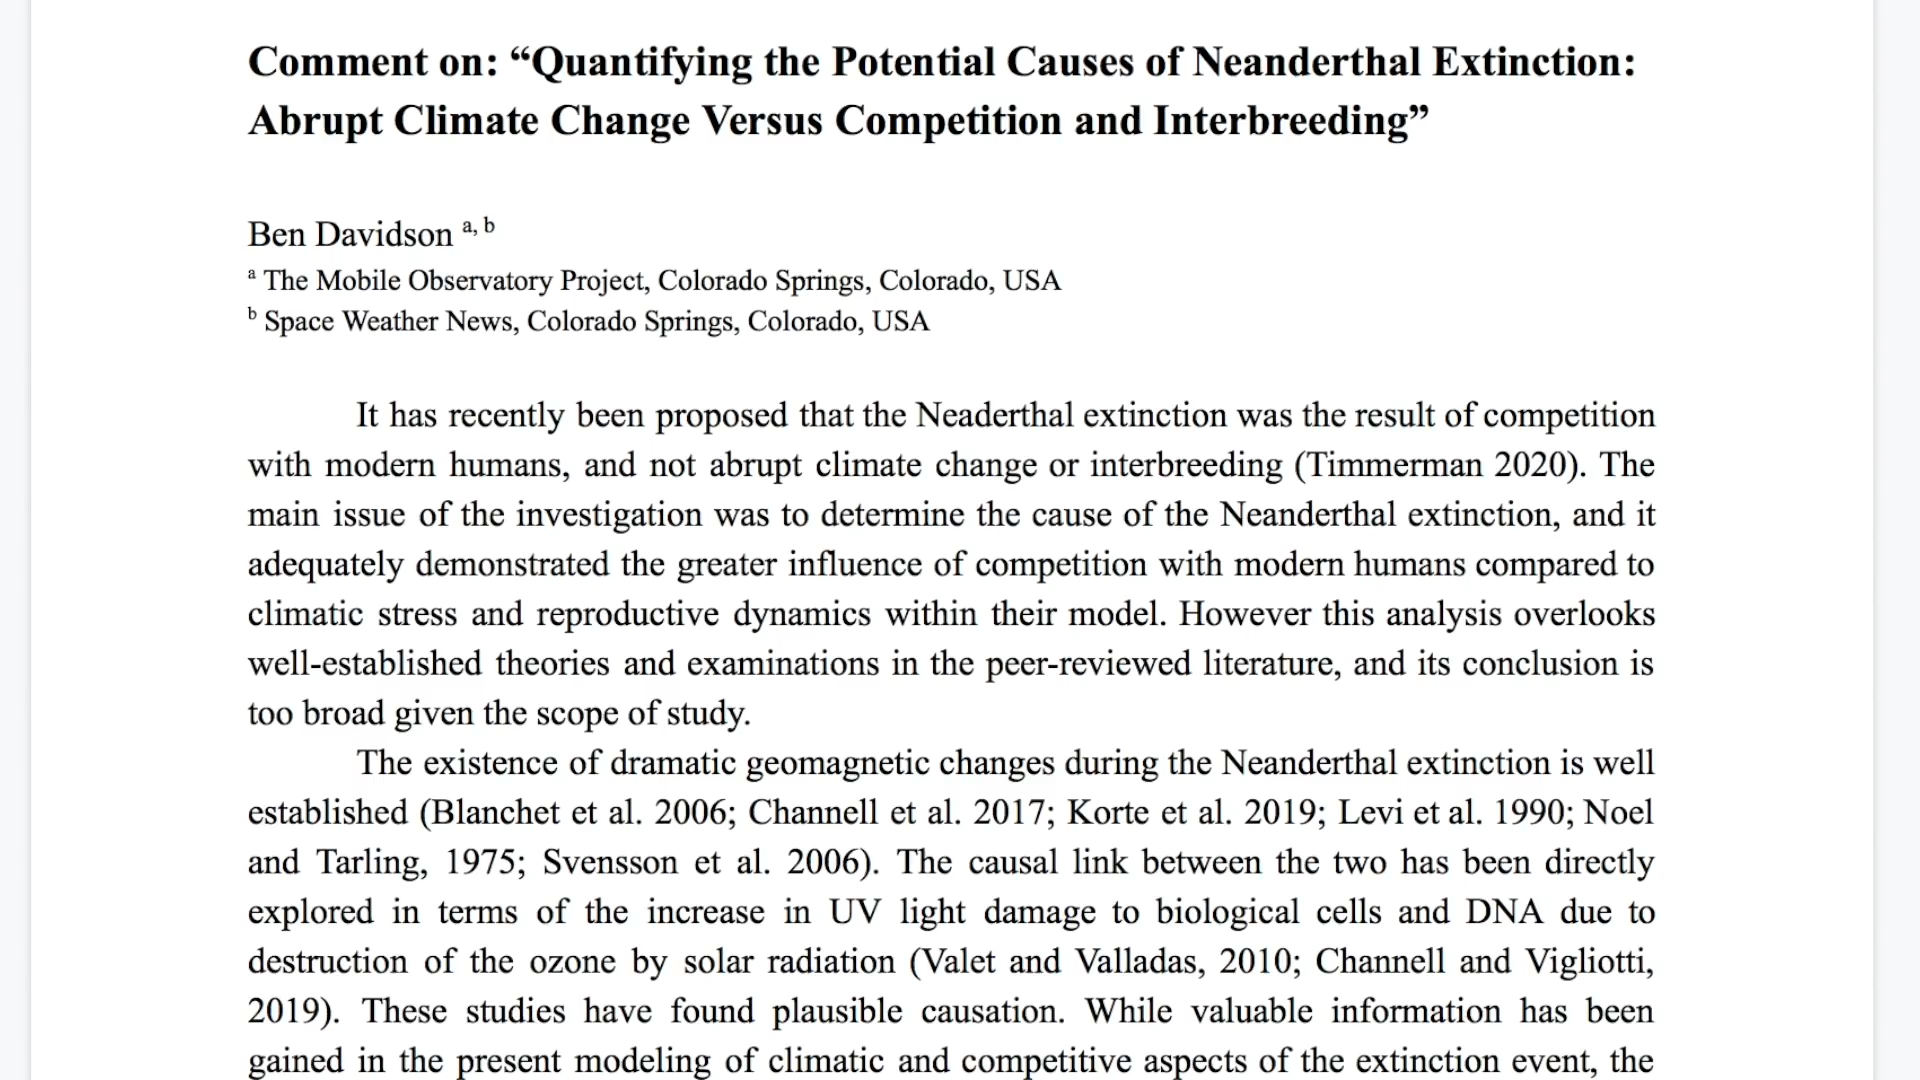 Comment on: “Quantifying the Potential Causes of Neanderthal Extinction:
Abrupt Climate Change Versus Competition and Interbreeding”
Ben Davidson a, b
a The Mobile Observatory Project, Colorado Springs, Colorado, USA
b Space Weather News, Colorado Springs, Colorado, USA
It has recently been proposed that the Neaderthal extinction was the result of competition
with modern humans, and not abrupt climate change or interbreeding (Timmerman 2020). The
main issue of the investigation was to determine the cause of the Neanderthal extinction, and it
adequately demonstrated the greater influence of competition with modern humans compared to
climatic stress and reproductive dynamics within their model. However this analysis overlooks
well-established theories and examinations in the peer-reviewed literature, and its conclusion is
too broad given the scope of study.
The existence of dramatic geomagnetic changes during the Neanderthal extinction is well
established (Blanchet et al. 2006; Channell et al. 2017; Korte et al. 2019; Levi et al. 1990; Noel
and Tarling, 1975; Svensson et al. 2006). The causal link between the two has been directly
explored in terms of the increase in UV light damage to biological cells and DNA due to
destruction of the ozone by solar radiation (Valet and Valladas, 2010; Channell and Vigliotti,
2019). These studies have found plausible causation. While valuable information has been
gained in the present modeling of climatic and competitive aspects of the extinction event, the